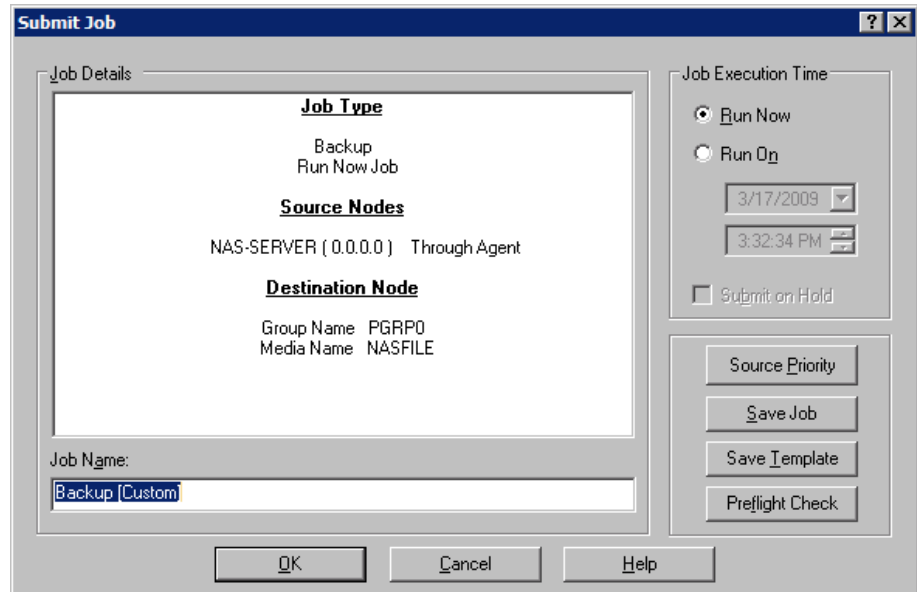 Submit Job
Job Details
Job Type
Backup
Run Now Job
Source Nodes
NAS-SERVER ( 0.0.0.0 ) Through Agent
Destination Node
Group Name PGRP0
Media Name NASFILE
Job Name:
Backup [Custom]
Job Execution Time
Run Now
Run On
3/17/2009
3:32:34 PM
Submit on Hold
Source Priority
Save Job
Save Template
Preflight Check
OK
Cancel
Help